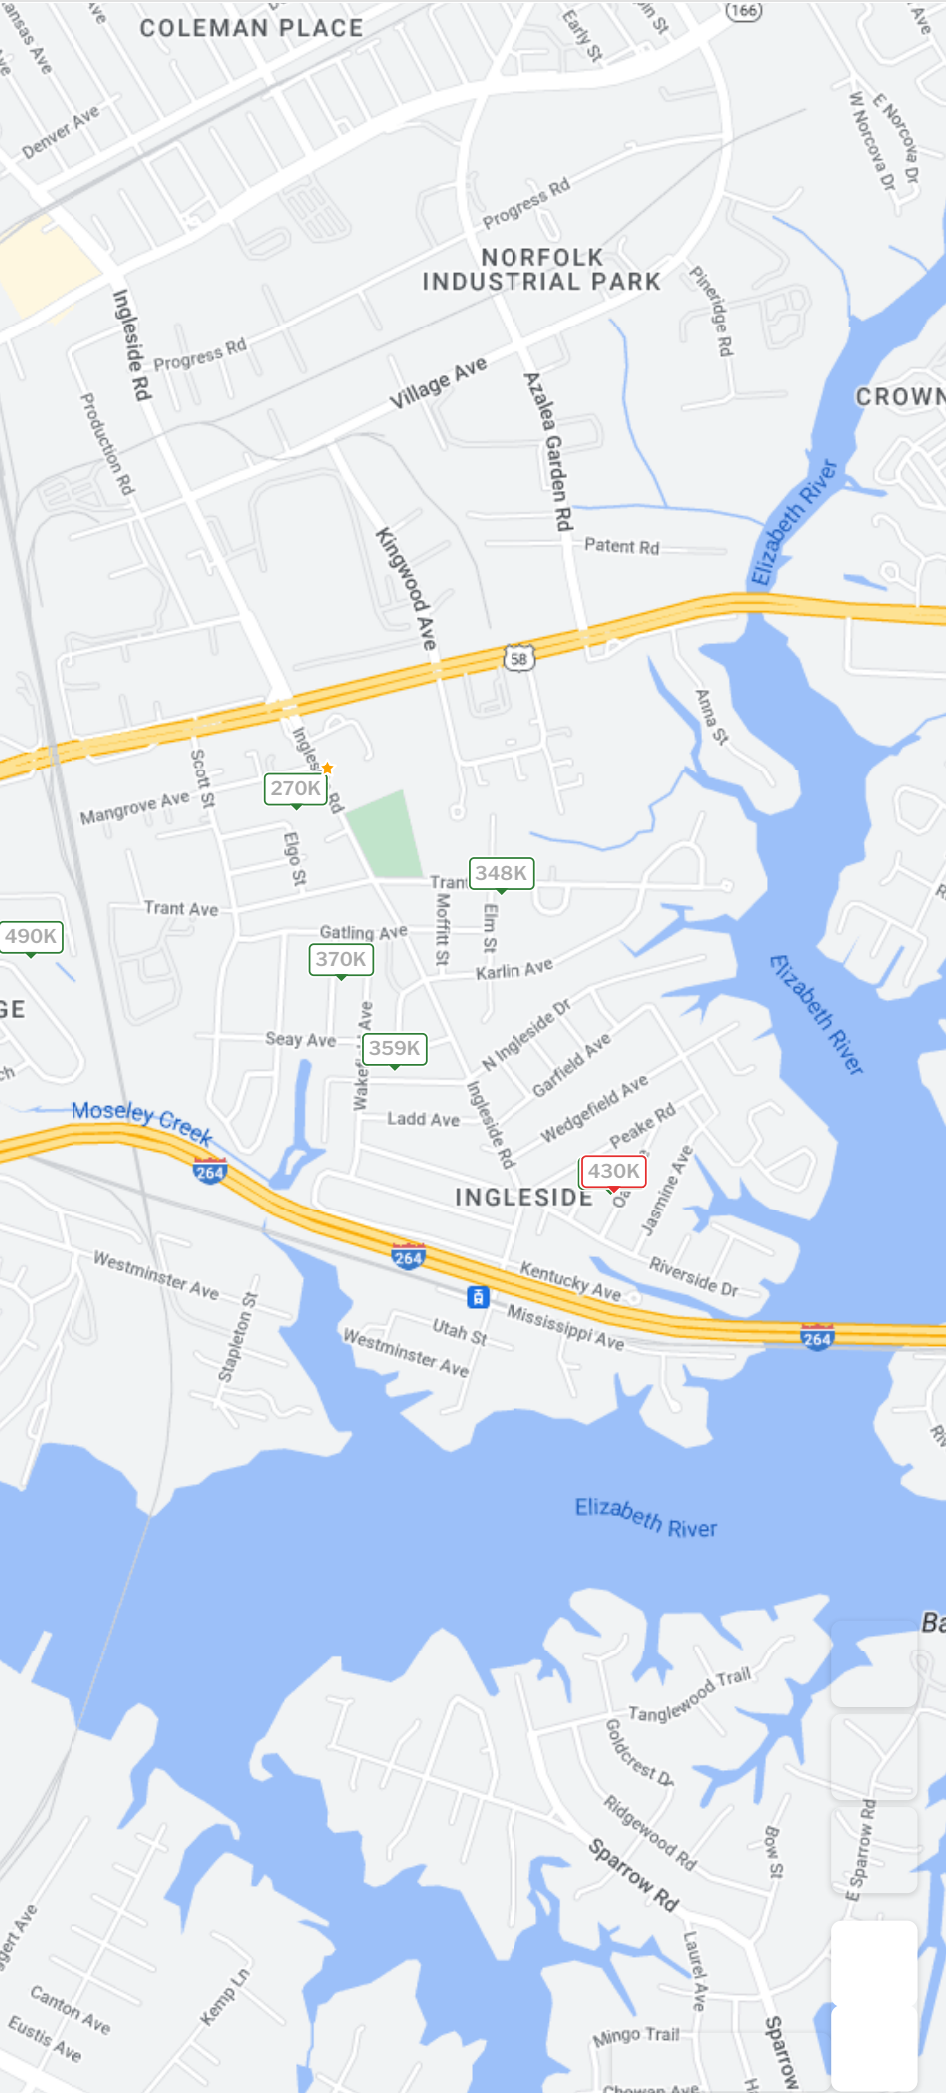 166
COLEMAN PLACE
Early St
Denver Ave
W Norcova Dr
E Norcova Dr
Progress Rd
NORFOLK
INDUSTRIAL PARK
Pineridge Rd
Ingleside Rd
Progress Rd
Village Ave
Azalea Garden Rd
CROWN
Production Rd
Elizabeth River
Kingwood Ave
Patent Rd
58
Anna St
Scott St
270K
Mangrove Ave
Elgo St
348K
Trant Ave
Moffitt St
Elm St
490K
Gatling Ave
370K
Karlin Ave
Elizabeth River
GE
Seay Ave
359K
N Ingleside Dr
Garfield Ave
Wedgefield Ave
Peake Rd
Ladd Ave
Ingleside Rd
Moseley Creek
264
430K
Jasmine Ave
INGLESIDE
264
Riverside Dr
Kentucky Ave
Westminster Ave
Stapleton St
Mississippi Ave
Utah St
Westminster Ave
264
Elizabeth River
Ba
Tanglewood Trail
Goldcrest Dr
Ridgewood Rd
Sparrow Rd
Bow St
E Sparrow Rd
Laurel Ave
Kemp Ln
Canton Ave
Eustis Ave
Mingo Trail
Sparrow